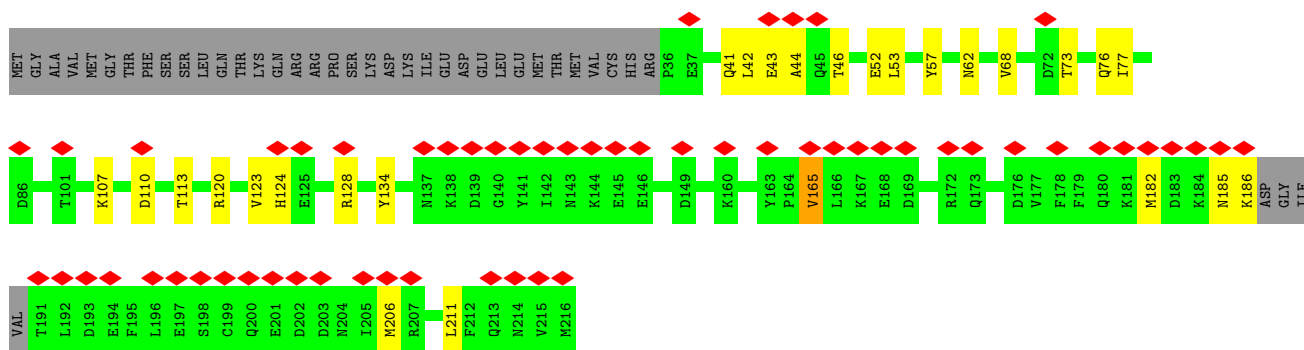 MET GLY ALA VAL MET GLY THR PHE SER SER LEU GLN THR LYS GLN ARG ARG PRO SER LYS ASP LYS ILE GLU ASP GLU LEU GLU MET THR MET VAL CYS HIS ARG P36 E37 Q41 L42 E43 A44 Q45 T46 E52 L53 Y57 N62 V68 D72 T73 Q76 I77
D86 T101 K107 D110 T113 R120 V123 H124 E125 R128 Y134 N137 K138 D139 G140 Y141 I142 N143 K144 E145 E146 D149 K160 Y163 P164 V165 L166 K167 E168 D169 R172 Q173 D176 V177 F178 F179 Q180 K181 M182 D183 K184 N185 K186 ASP GLY ILE
VAL T191 L192 D193 E194 F195 L196 E197 S198 C199 Q200 E201 D202 D203 N204 I205 M206 R207 L211 F212 Q213 N214 V215 M216